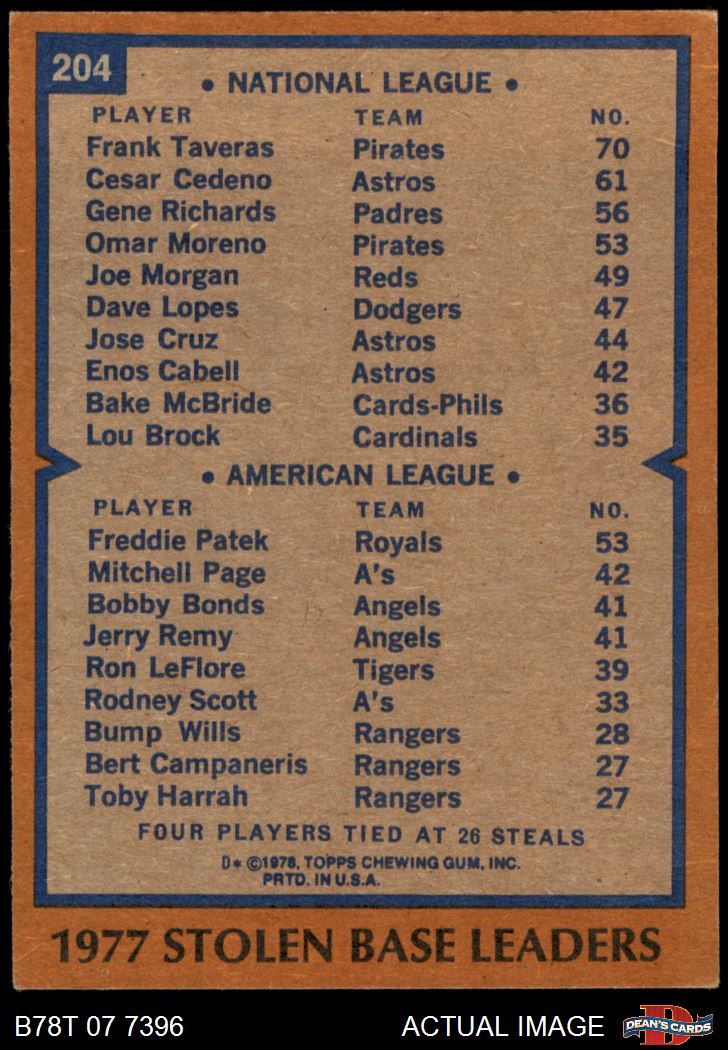 204
• NATIONAL LEAGUE •
PLAYER TEAM NO.
Frank Taveras Pirates 70
Cesar Cedeno Astros 61
Gene Richards Padres 56
Omar Moreno Pirates 53
Joe Morgan Reds 49
Dave Lopes Dodgers 47
Jose Cruz Astros 44
Enos Cabell Astros 42
Bake McBride Cards-Phils 36
Lou Brock Cardinals 35
• AMERICAN LEAGUE •
PLAYER TEAM NO.
Freddie Patek Royals 53
Mitchell Page A's 42
Bobby Bonds Angels 41
Jerry Remy Angels 41
Ron LeFlore Tigers 39
Rodney Scott A's 33
Bump Wills Rangers 28
Bert Campaneris Rangers 27
Toby Harrah Rangers 27
FOUR PLAYERS TIED AT 26 STEALS
D* ©1978, TOPPS CHEWING GUM, INC.
PRTD. IN U.S.A.
1977 STOLEN BASE LEADERS
B78T 07 7396 ACTUAL IMAGE D DEAN'S CARDS